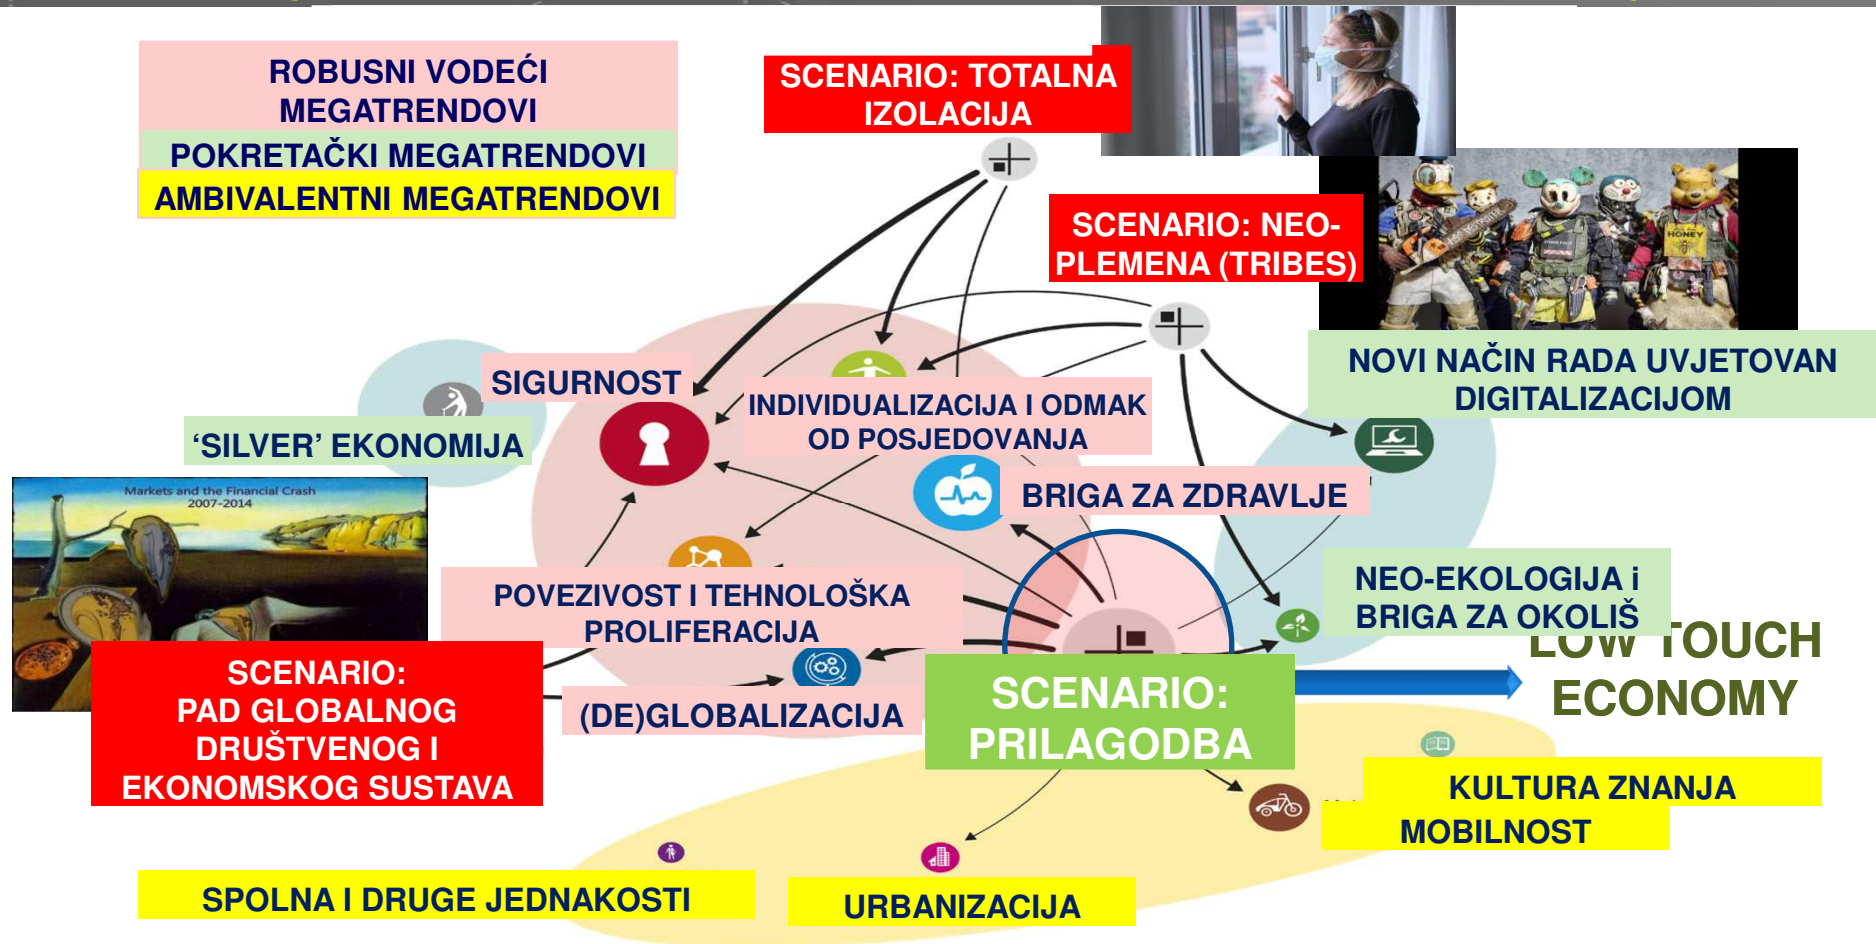 ROBUSNI VODEĆI
MEGATRENDOVI
POKRETAČKI MEGATRENDOVI
AMBIVALENTNI MEGATRENDOVI
SCENARIO: TOTALNA
IZOLACIJA
SCENARIO: NEO-
PLEMENA (TRIBES)
HONEY
NOVI NAČIN RADA UVJETOVAN
DIGITALIZACIJOM
SIGURNOST
INDIVIDUALIZACIJA I ODMAK
OD POSJEDOVANJA
‘SILVER’ EKONOMIJA
BRIGA ZA ZDRAVLJE
Markets and the Financial Crash
2007-2014
NEO-EKOLOGIJA i
BRIGA ZA OKOLIŠ
POVEZIVOST I TEHNOLOŠKA
PROLIFERACIJA
LOW TOUCH
ECONOMY
SCENARIO:
PAD GLOBALNOG
DRUŠTVENOG I
EKONOMSKOG SUSTAVA
(DE)GLOBALIZACIJA
SCENARIO:
PRILAGODBA
KULTURA ZNANJA
MOBILNOST
SPOLNA I DRUGE JEDNAKOSTI
URBANIZACIJA